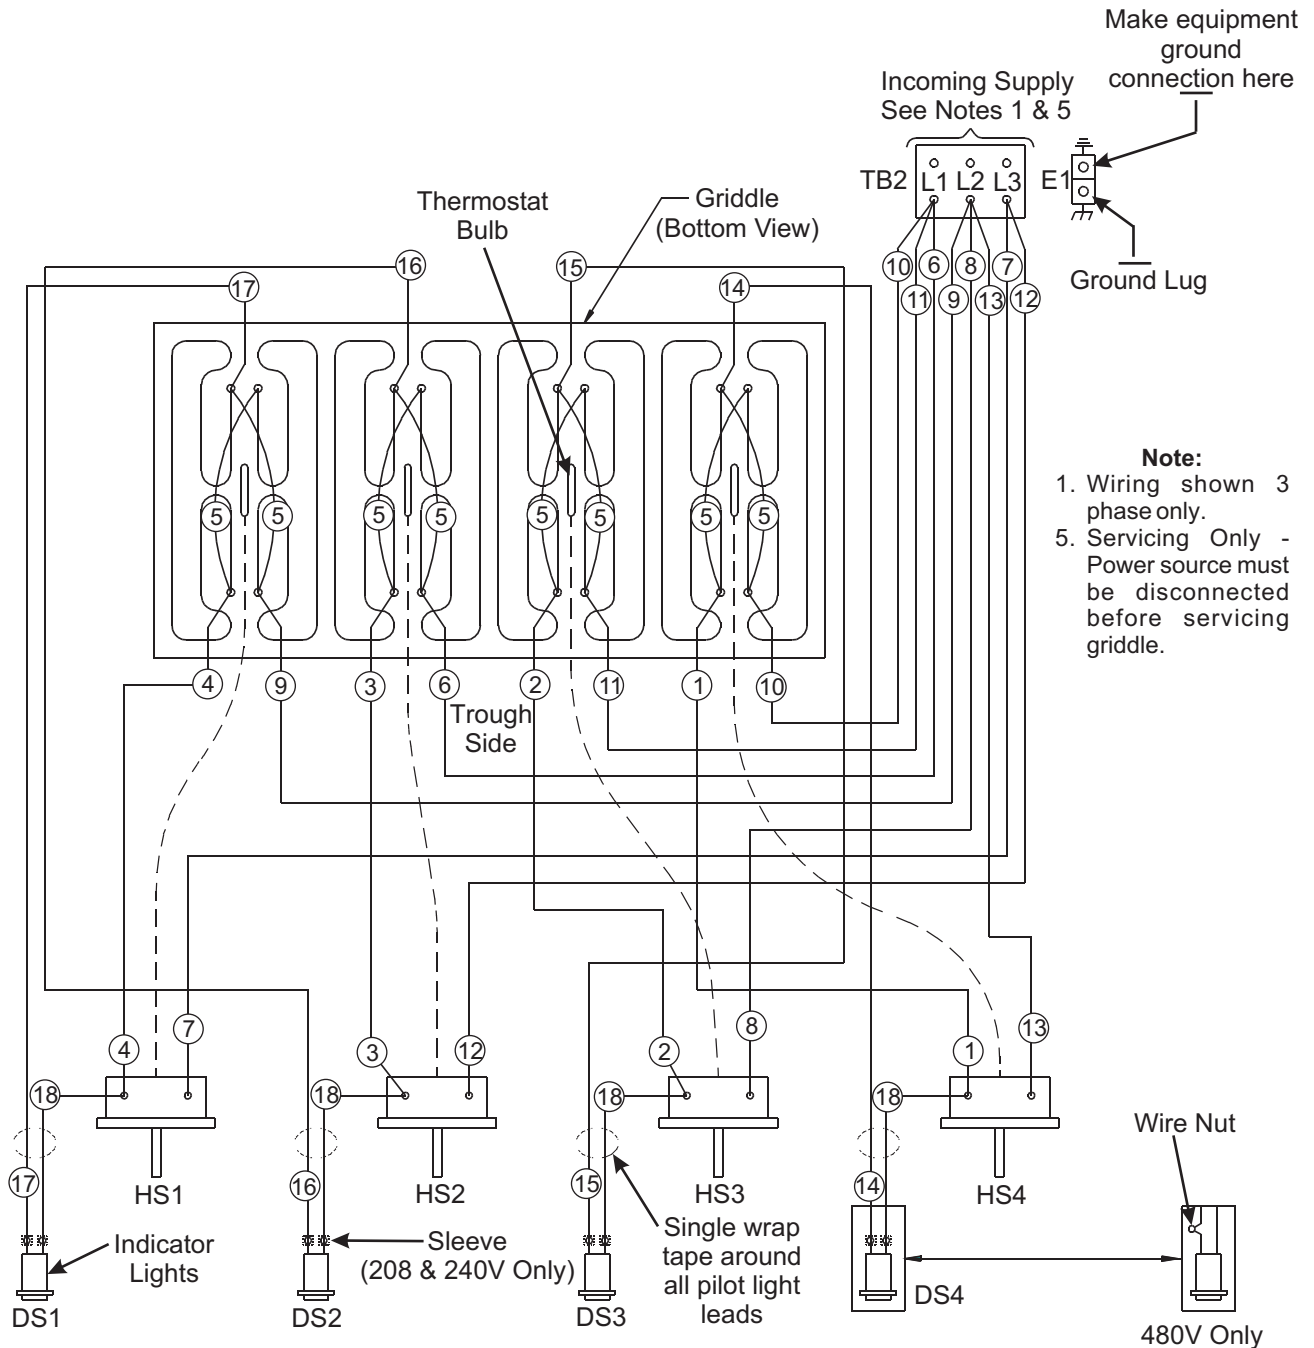 Make equipment
ground
connection here
Incoming Supply
See Notes 1 & 5
TB2 L1 L2 L3 E1
Thermostat
Bulb
Griddle
(Bottom View)
Ground Lug
16 15
17 14
10 6 8 7
11 9 13 12
5 5 5 5 5 5 5 5
Note:
1. Wiring shown 3
phase only.
5. Servicing Only -
Power source must
be disconnected
before servicing
griddle.
4 9 3 6 2 11 1 10
Trough
Side
4 7 3 12 2 8 1 13
18 18 18 18
17 16 15 14
HS1 HS2 HS3 HS4
Wire Nut
Indicator
Lights
Sleeve
(208 & 240V Only)
Single wrap
tape around
all pilot light
leads
DS1 DS2 DS3 DS4
480V Only